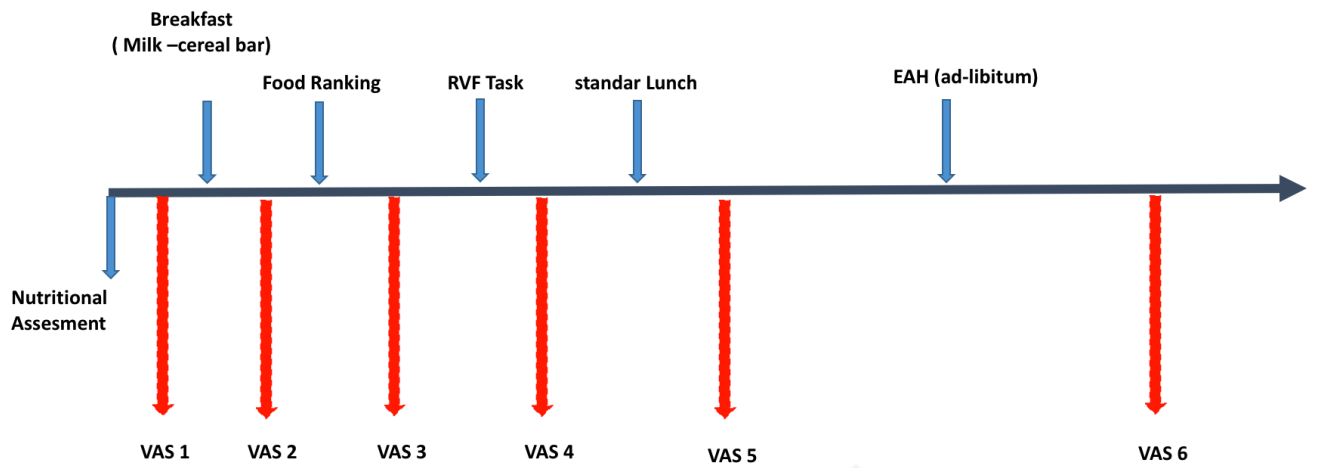 Breakfast
( Milk –cereal bar)
Food Ranking
RVF Task
standar Lunch
EAH (ad-libitum)
Nutritional
Assesment
VAS 1
VAS 2
VAS 3
VAS 4
VAS 5
VAS 6